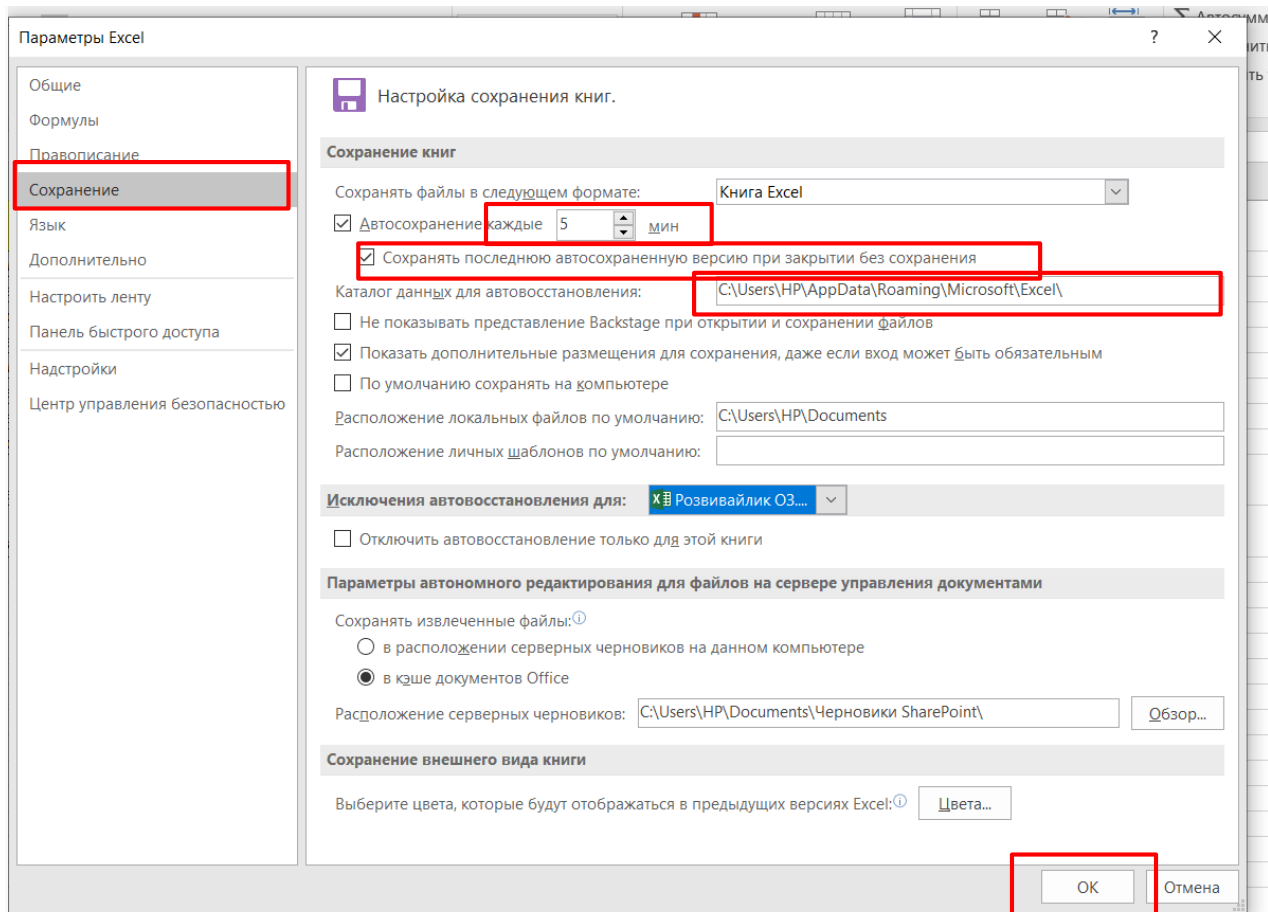 Параметры Excel ?
Общие
Формулы
Правописание
Сохранение
Язык
Дополнительно
Настроить ленту
Панель быстрого доступа
Надстройки
Центр управления безопасностью
Настройка сохранения книг.
Сохранение книг
Сохранять файлы в следующем формате: Книга Excel
Автосохранение каждые 5 мин
Сохранять последнюю автосохраненную версию при закрытии без сохранения
Каталог данных для автовосстановления: C:\Users\HP\AppData\Roaming\Microsoft\Excel\
Не показывать представление Backstage при открытии и сохранении файлов
Показать дополнительные размещения для сохранения, даже если вход может быть обязательным
По умолчанию сохранять на компьютере
Расположение локальных файлов по умолчанию: C:\Users\HP\Documents
Расположение личных шаблонов по умолчанию:
Исключения автовосстановления для: Розвивайлик ОЗ....
Отключить автовосстановление только для этой книги
Параметры автономного редактирования для файлов на сервере управления документами
Сохранять извлеченные файлы:
в расположении серверных черновиков на данном компьютере
в кэше документов Office
Расположение серверных черновиков: C:\Users\HP\Documents\Черновики SharePoint\ Обзор...
Сохранение внешнего вида книги
Выберите цвета, которые будут отображаться в предыдущих версиях Excel: Цвета...
ОК Отмена